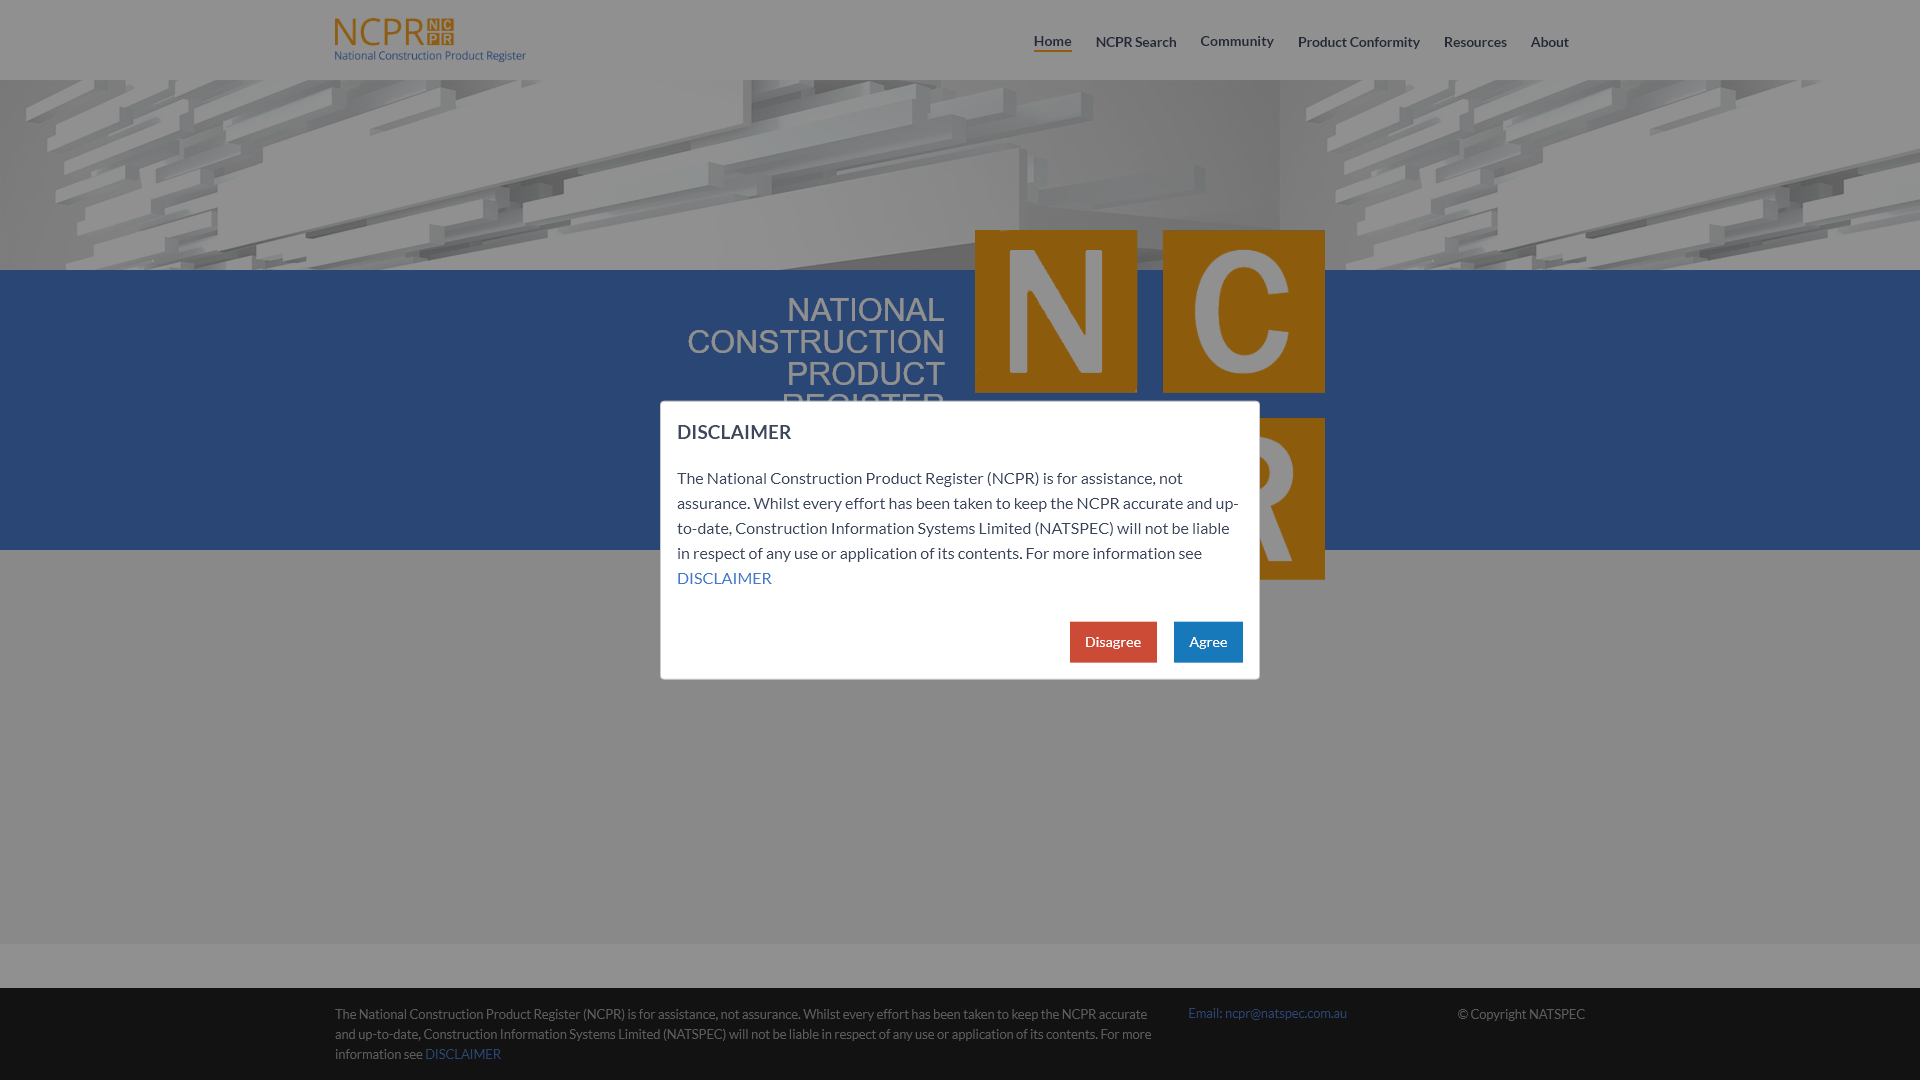 NCPR NC
PR
National Construction Product Register
Home NCPR Search Community Product Conformity Resources About
NATIONAL
CONSTRUCTION
PRODUCT
REGISTER
N C
R
DISCLAIMER
The National Construction Product Register (NCPR) is for assistance, not
assurance. Whilst every effort has been taken to keep the NCPR accurate and up-
to-date, Construction Information Systems Limited (NATSPEC) will not be liable
in respect of any use or application of its contents. For more information see
DISCLAIMER
Disagree Agree
The National Construction Product Register (NCPR) is for assistance, not assurance. Whilst every effort has been taken to keep the NCPR accurate
and up-to-date, Construction Information Systems Limited (NATSPEC) will not be liable in respect of any use or application of its contents. For more
information see DISCLAIMER
Email: ncpr@natspec.com.au
© Copyright NATSPEC